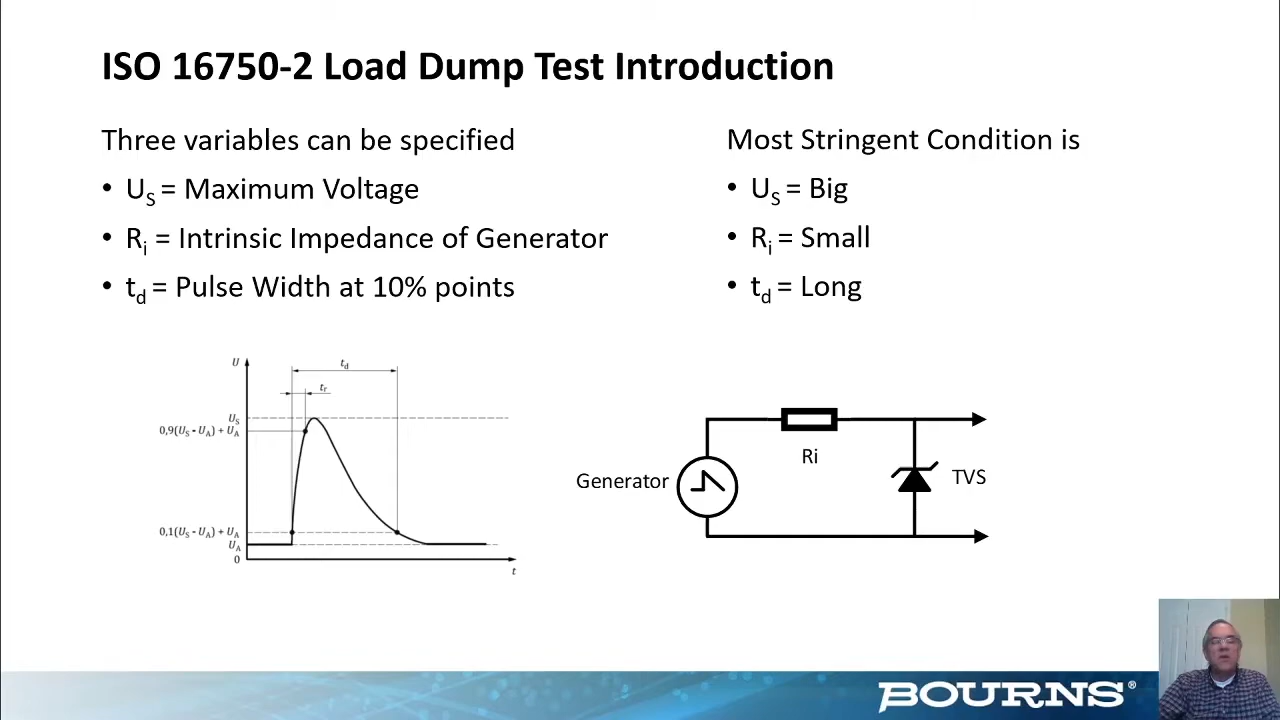 ISO 16750-2 Load Dump Test Introduction
Three variables can be specified
• US = Maximum Voltage
• Ri = Intrinsic Impedance of Generator
• td = Pulse Width at 10% points
Most Stringent Condition is
• US = Big
• Ri = Small
• td = Long
U
td
tr
US
0,9(US - UA) + UA
0,1(US - UA) + UA
UA
0
t
Generator
Ri
TVS
BOURNS®